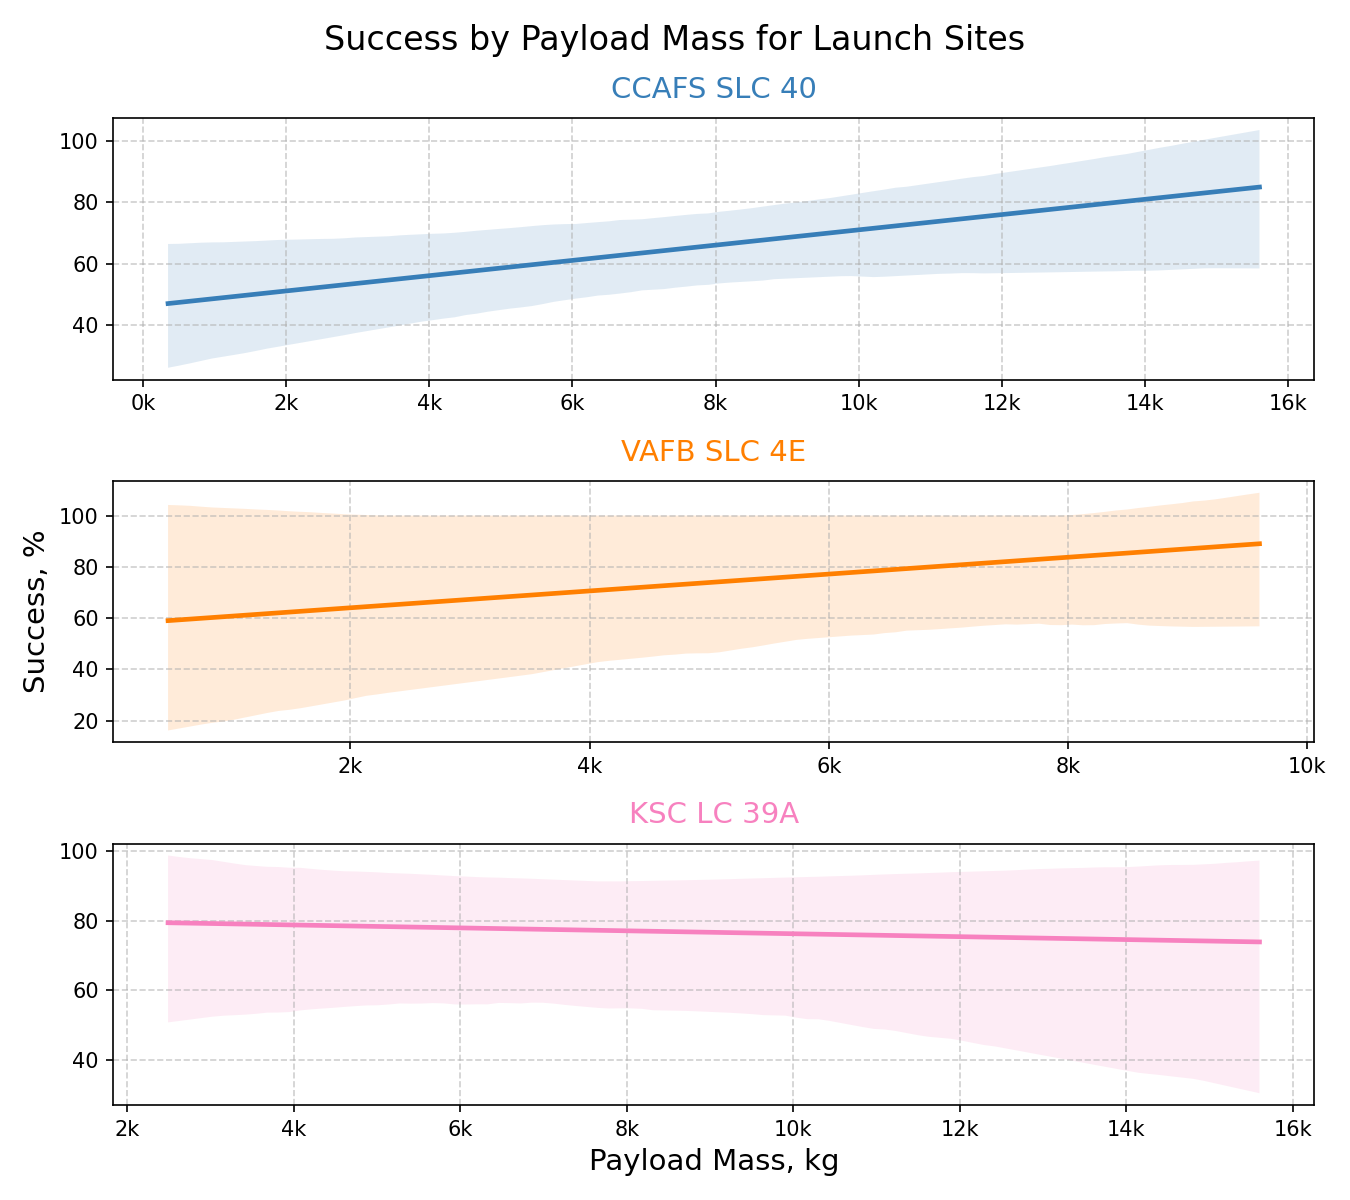 Success by Payload Mass for Launch Sites
CCAFS SLC 40
100
80
60
40
0k 2k 4k 6k 8k 10k 12k 14k 16k
VAFB SLC 4E
Success, %
100
80
60
40
20
2k 4k 6k 8k 10k
KSC LC 39A
100
80
60
40
2k 4k 6k 8k 10k 12k 14k 16k
Payload Mass, kg